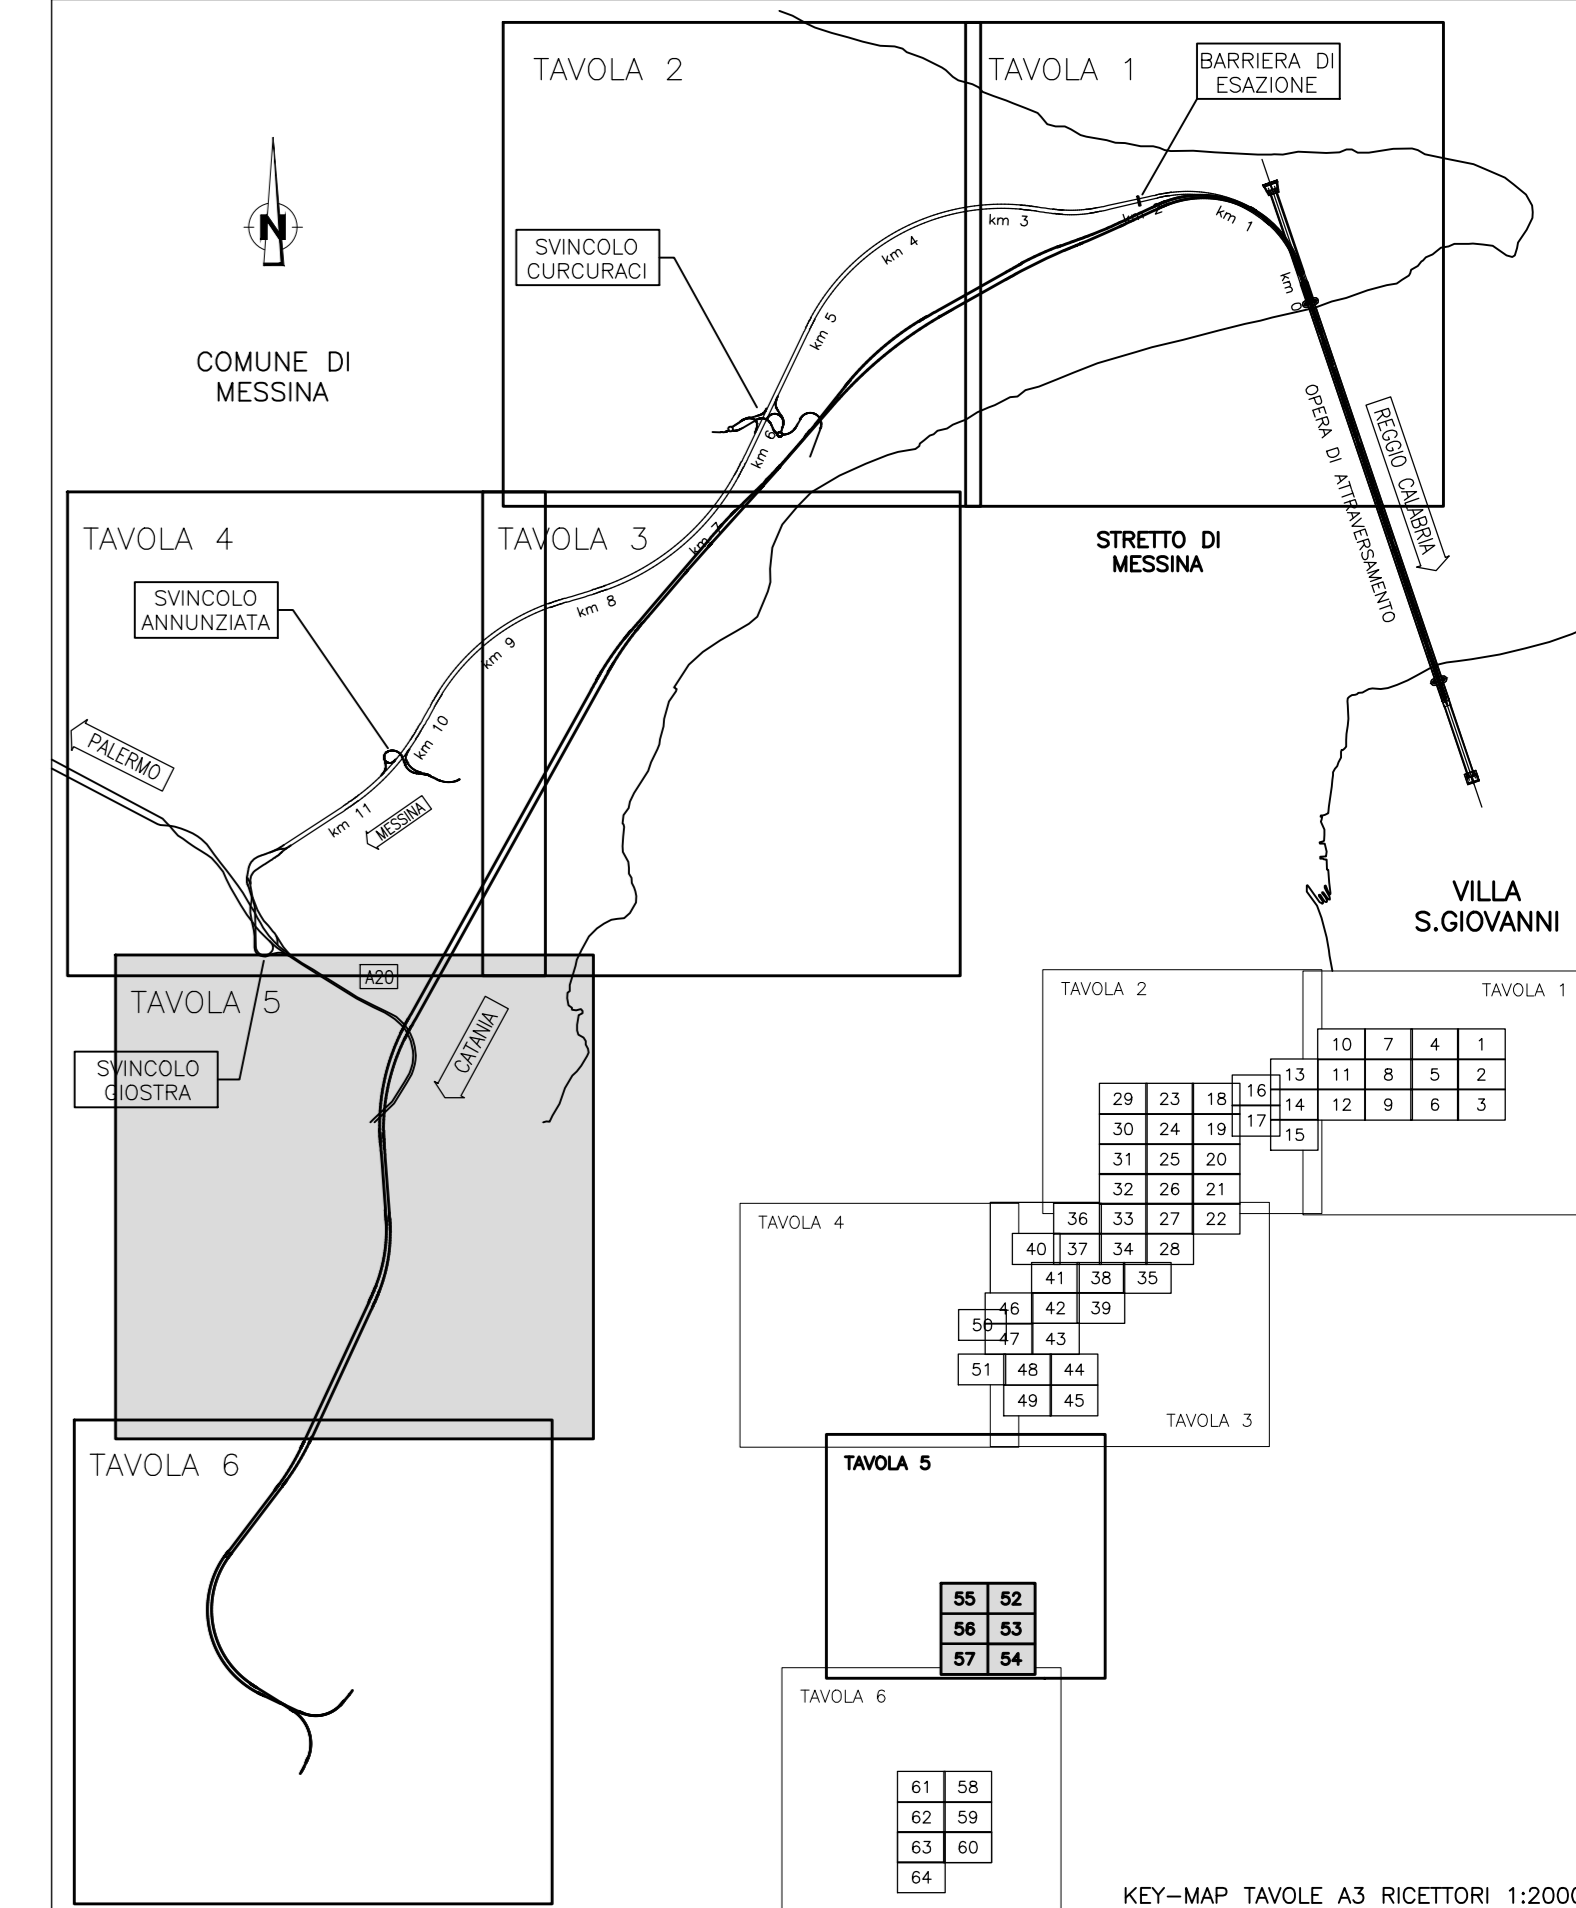 TAVOLA 2
TAVOLA 1
BARRIERA DI
ESAZIONE
N
SVINCOLO
CURCURACI
COMUNE DI
MESSINA
km 0
km 1
km 2
km 3
km 4
km 5
km 6
km 7
OPERA DI ATTRAVERSAMENTO
REGGIO CALABRIA
STRETTO DI
MESSINA
TAVOLA 4
TAVOLA 3
SVINCOLO
ANNUNZIATA
km 8
km 9
km 10
km 11
PALERMO
MESSINA
VILLA
S.GIOVANNI
A20
TAVOLA 5
CATANIA
SVINCOLO
GIOSTRA
TAVOLA 6
TAVOLA 2
TAVOLA 1
10 7 4 1
13 11 8 5 2
14 12 9 6 3
15
16
17
29 23 18
30 24 19
31 25 20
32 26 21
TAVOLA 4
36 33 27 22
40 37 34 28
41 38 35
46 42 39
50
47 43
51 48 44
49 45
TAVOLA 3
TAVOLA 5
55 52
56 53
57 54
TAVOLA 6
61 58
62 59
63 60
64
KEY-MAP TAVOLE A3 RICETTORI 1:2000